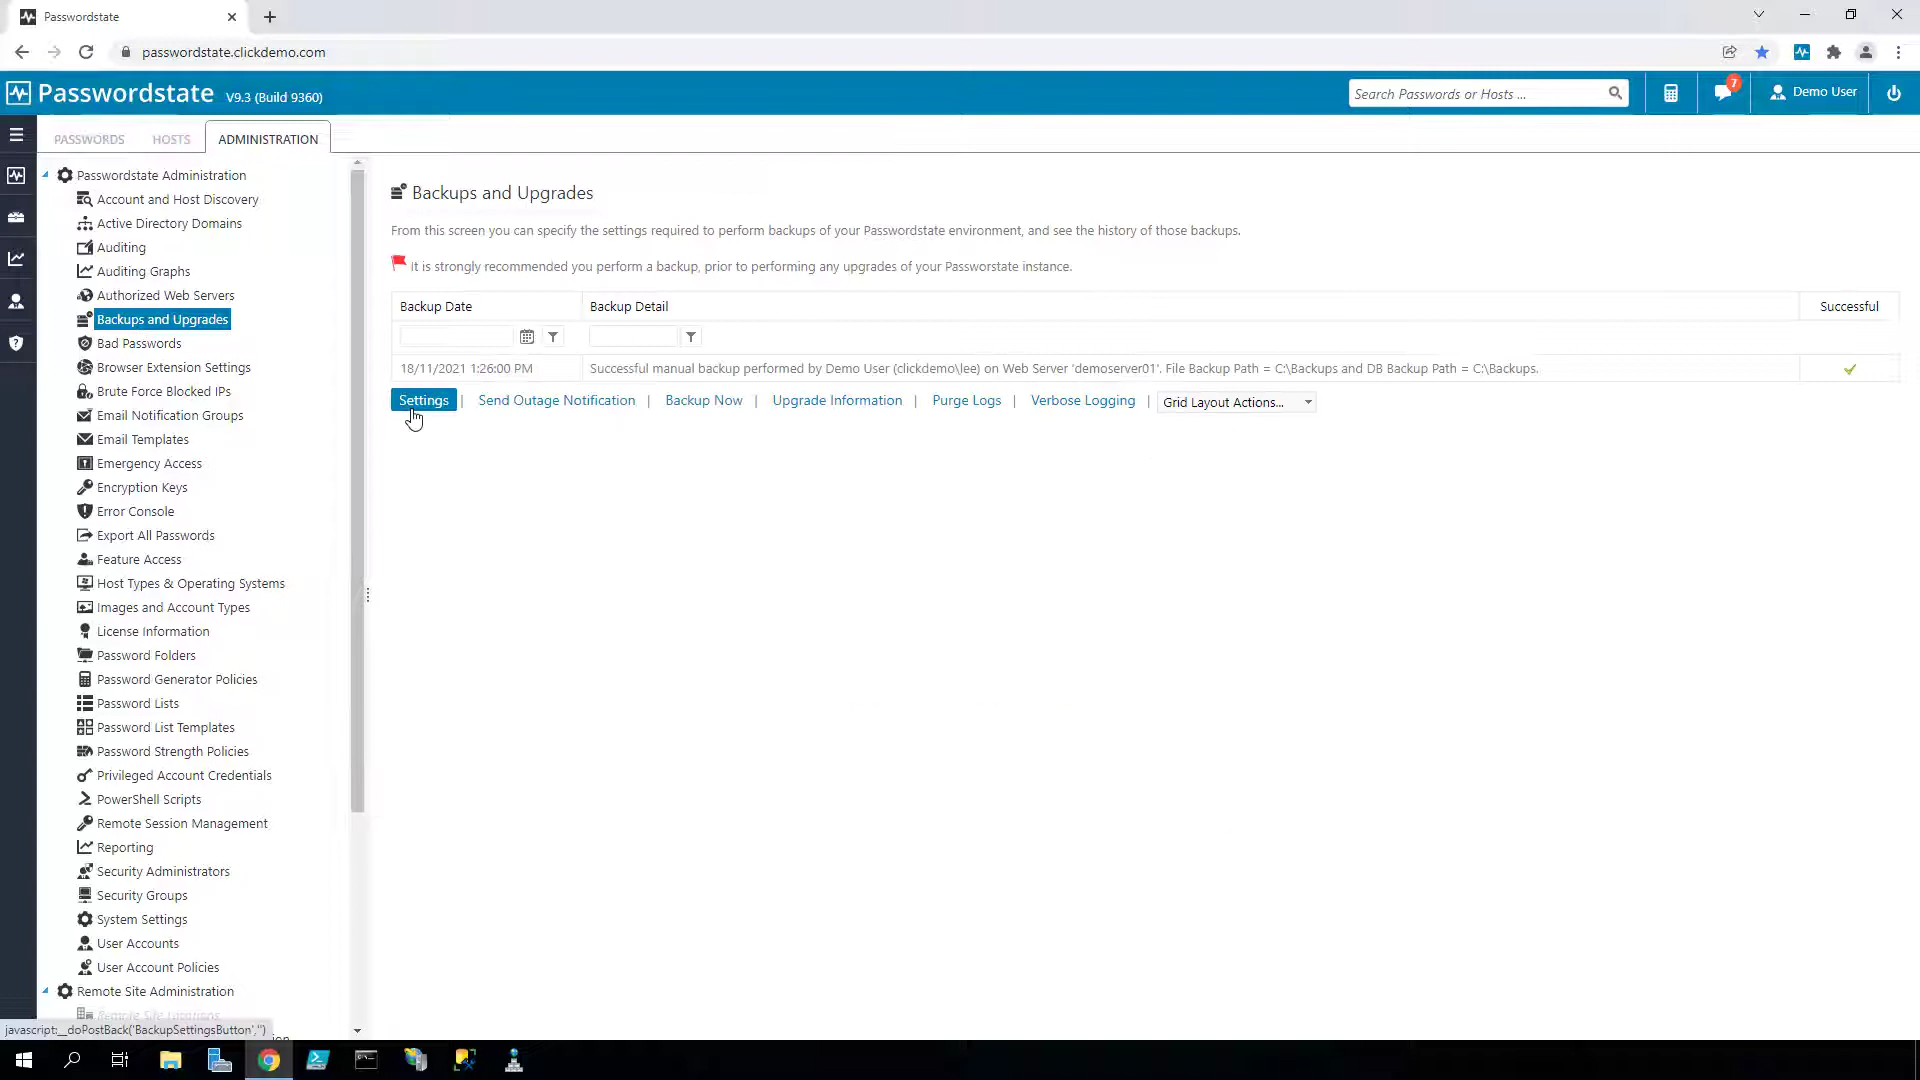 Passwordstate
passwordstate.clickdemo.com
Passwordstate V9.3 (Build 9360)
Search Passwords or Hosts ...
7
Demo User
PASSWORDS HOSTS ADMINISTRATION
Passwordstate Administration
Account and Host Discovery
Active Directory Domains
Auditing
Auditing Graphs
Authorized Web Servers
Backups and Upgrades
Bad Passwords
Browser Extension Settings
Brute Force Blocked IPs
Email Notification Groups
Email Templates
Emergency Access
Encryption Keys
Error Console
Export All Passwords
Feature Access
Host Types & Operating Systems
Images and Account Types
License Information
Password Folders
Password Generator Policies
Password Lists
Password List Templates
Password Strength Policies
Privileged Account Credentials
PowerShell Scripts
Remote Session Management
Reporting
Security Administrators
Security Groups
System Settings
User Accounts
User Account Policies
Remote Site Administration
Remote Site Locations
javascript:__doPostBack('BackupSettingsButton','')
Backups and Upgrades
From this screen you can specify the settings required to perform backups of your Passwordstate environment, and see the history of those backups.
It is strongly recommended you perform a backup, prior to performing any upgrades of your Passworstate instance.
Backup Date Backup Detail Successful
18/11/2021 1:26:00 PM Successful manual backup performed by Demo User (clickdemo\lee) on Web Server 'demoserver01'. File Backup Path = C:\Backups and DB Backup Path = C:\Backups.
Settings | Send Outage Notification | Backup Now | Upgrade Information | Purge Logs | Verbose Logging | Grid Layout Actions...